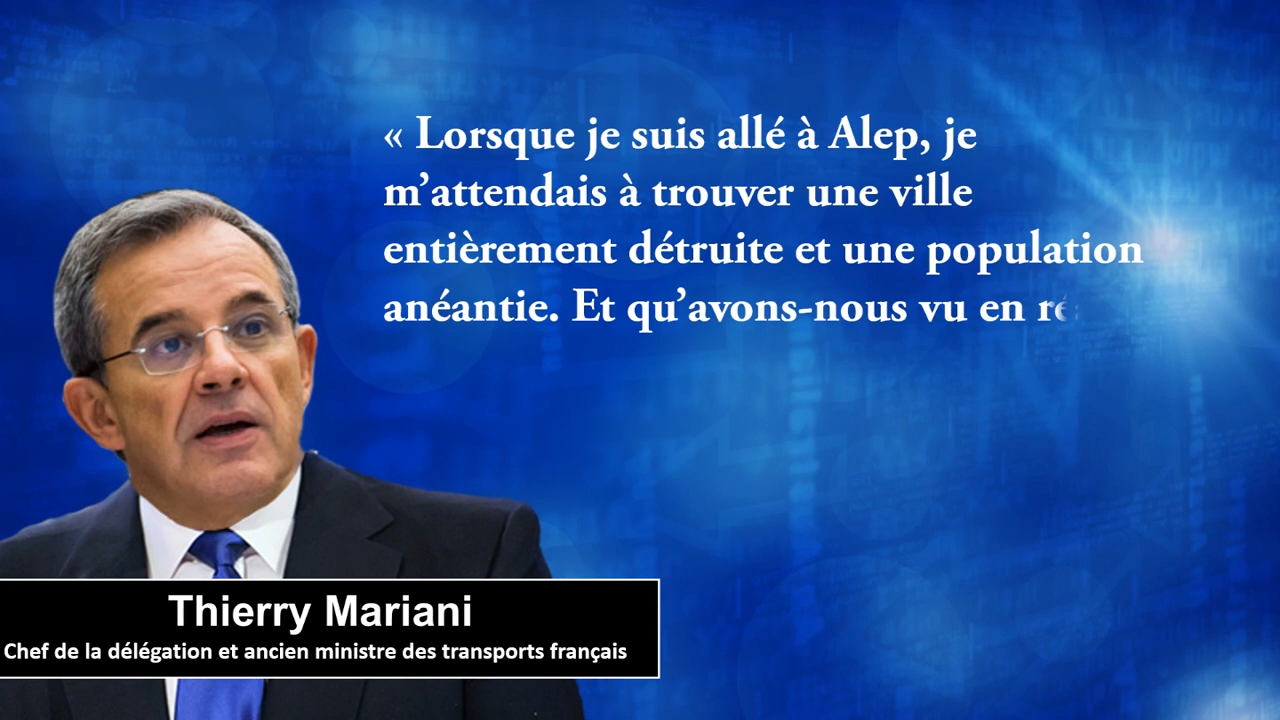 « Lorsque je suis allé à Alep, je
m’attendais à trouver une ville
entièrement détruite et une population
anéantie. Et qu’avons-nous vu en
Thierry Mariani
Chef de la délégation et ancien ministre des transports français